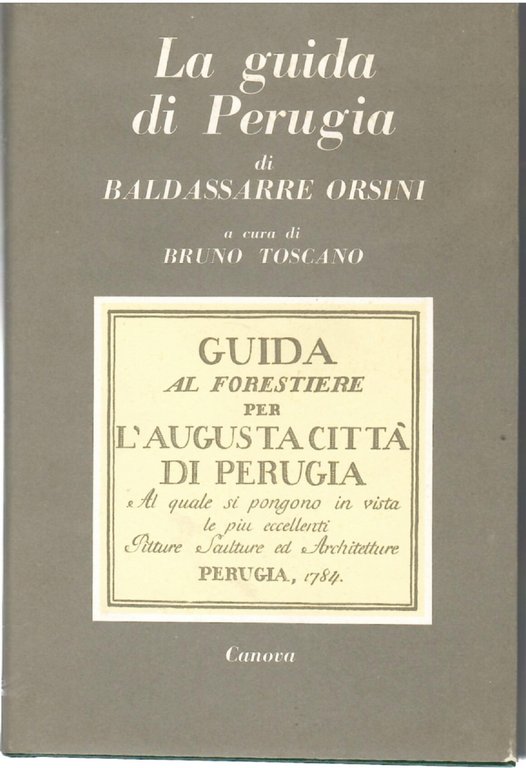 La guida
di Perugia
di
BALDASSARRE ORSINI
a cura di
BRUNO TOSCANO
GUIDA
AL FORESTIERE
PER
L'AUGUSTA CITTÀ
DI PERUGIA
Al quale si pongono in vista
le piu eccellenti
Pitture Sculture ed Architetture
PERUGIA, 1784.
Canova